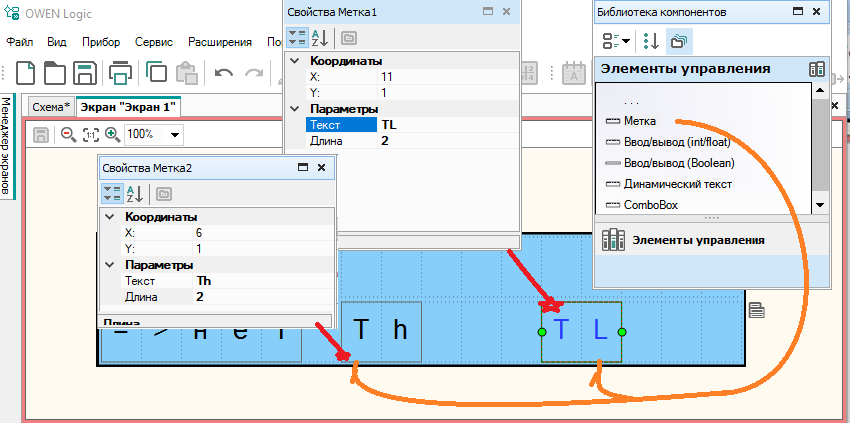 OWEN Logic
Файл Вид Прибор Сервис Расширения По
Схема* Экран "Экран 1"
Менеджер экранов
100%
Свойства Метка1
Координаты
X: 11
Y: 1
Параметры
Текст TL
Длина 2
Свойства Метка2
Координаты
X: 6
Y: 1
Параметры
Текст Th
Длина 2
Длина
Библиотека компонентов
Элементы управления
...
Метка
Ввод/вывод (int/float)
Ввод/вывод (Boolean)
Динамический текст
ComboBox
Элементы управления
= > Н е т T h T L